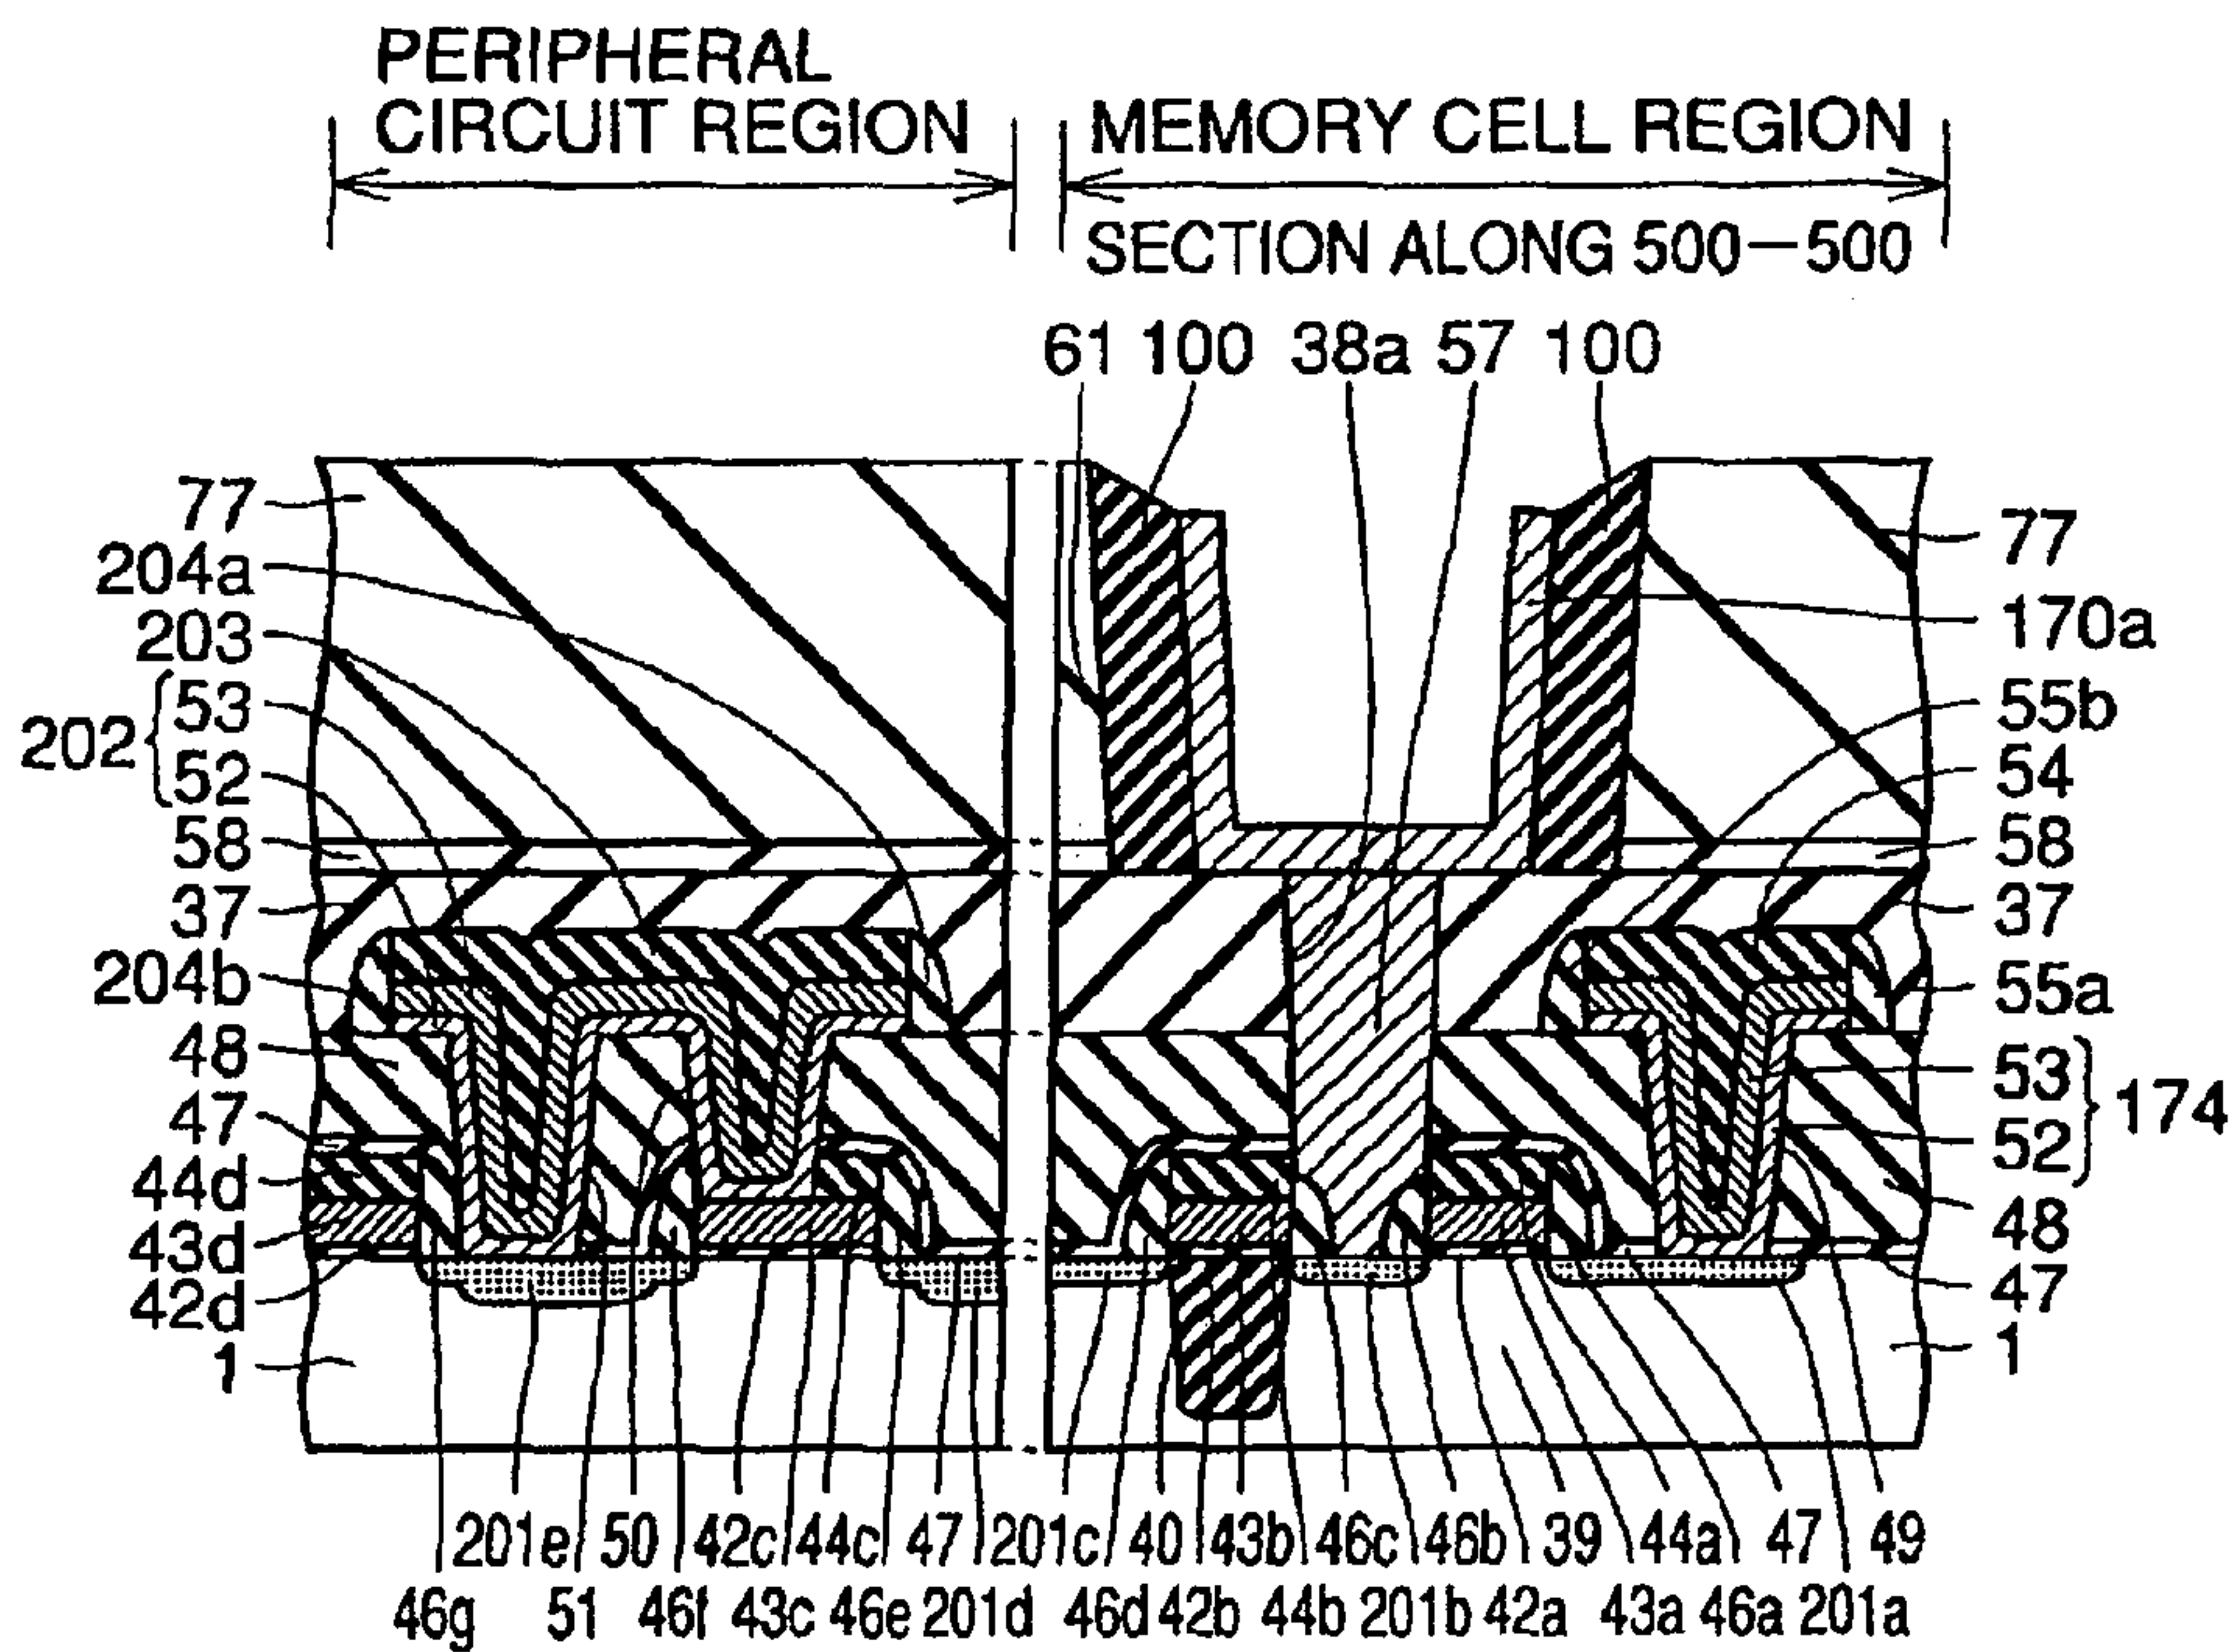 PERIPHERAL
CIRCUIT REGION
MEMORY CELL REGION
SECTION ALONG 500—500
61 100 38a 57 100
77
204a
203
202{53
52
58
37
204b
48
47
44d
43d
42d
1
77
170a
55b
54
58
37
55a
53}174
52
48
47
1
201e 50 42c 44c 47 201c 40 43b 46c 46b 39 44a 47 49
46g 51 46f 43c 46e 201d 46d 42b 44b 201b 42a 43a 46a 201a